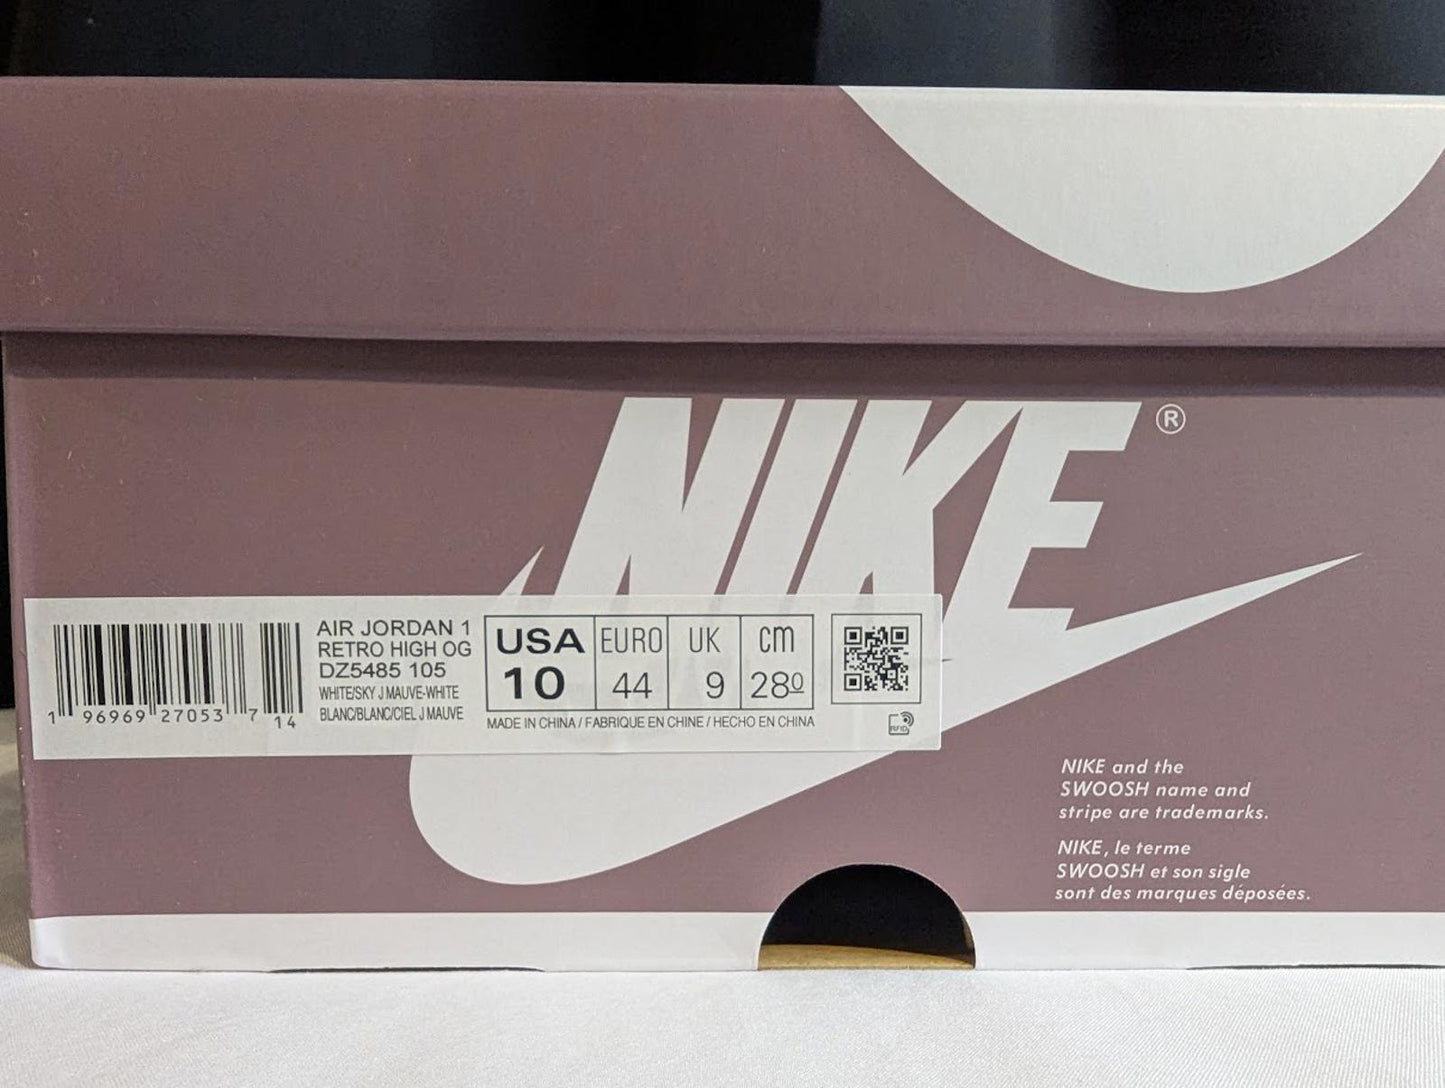 NIKE®
AIR JORDAN 1
RETRO HIGH OG
DZ5485 105
WHITE/SKY J MAUVE-WHITE
BLANC/BLANC/CIEL J MAUVE
1 96969 27053 7 14
USA EURO UK cm
10 44 9 28⁰
MADE IN CHINA / FABRIQUE EN CHINE / HECHO EN CHINA
RFID
NIKE and the
SWOOSH name and
stripe are trademarks.
NIKE, le terme
SWOOSH et son sigle
sont des marques déposées.